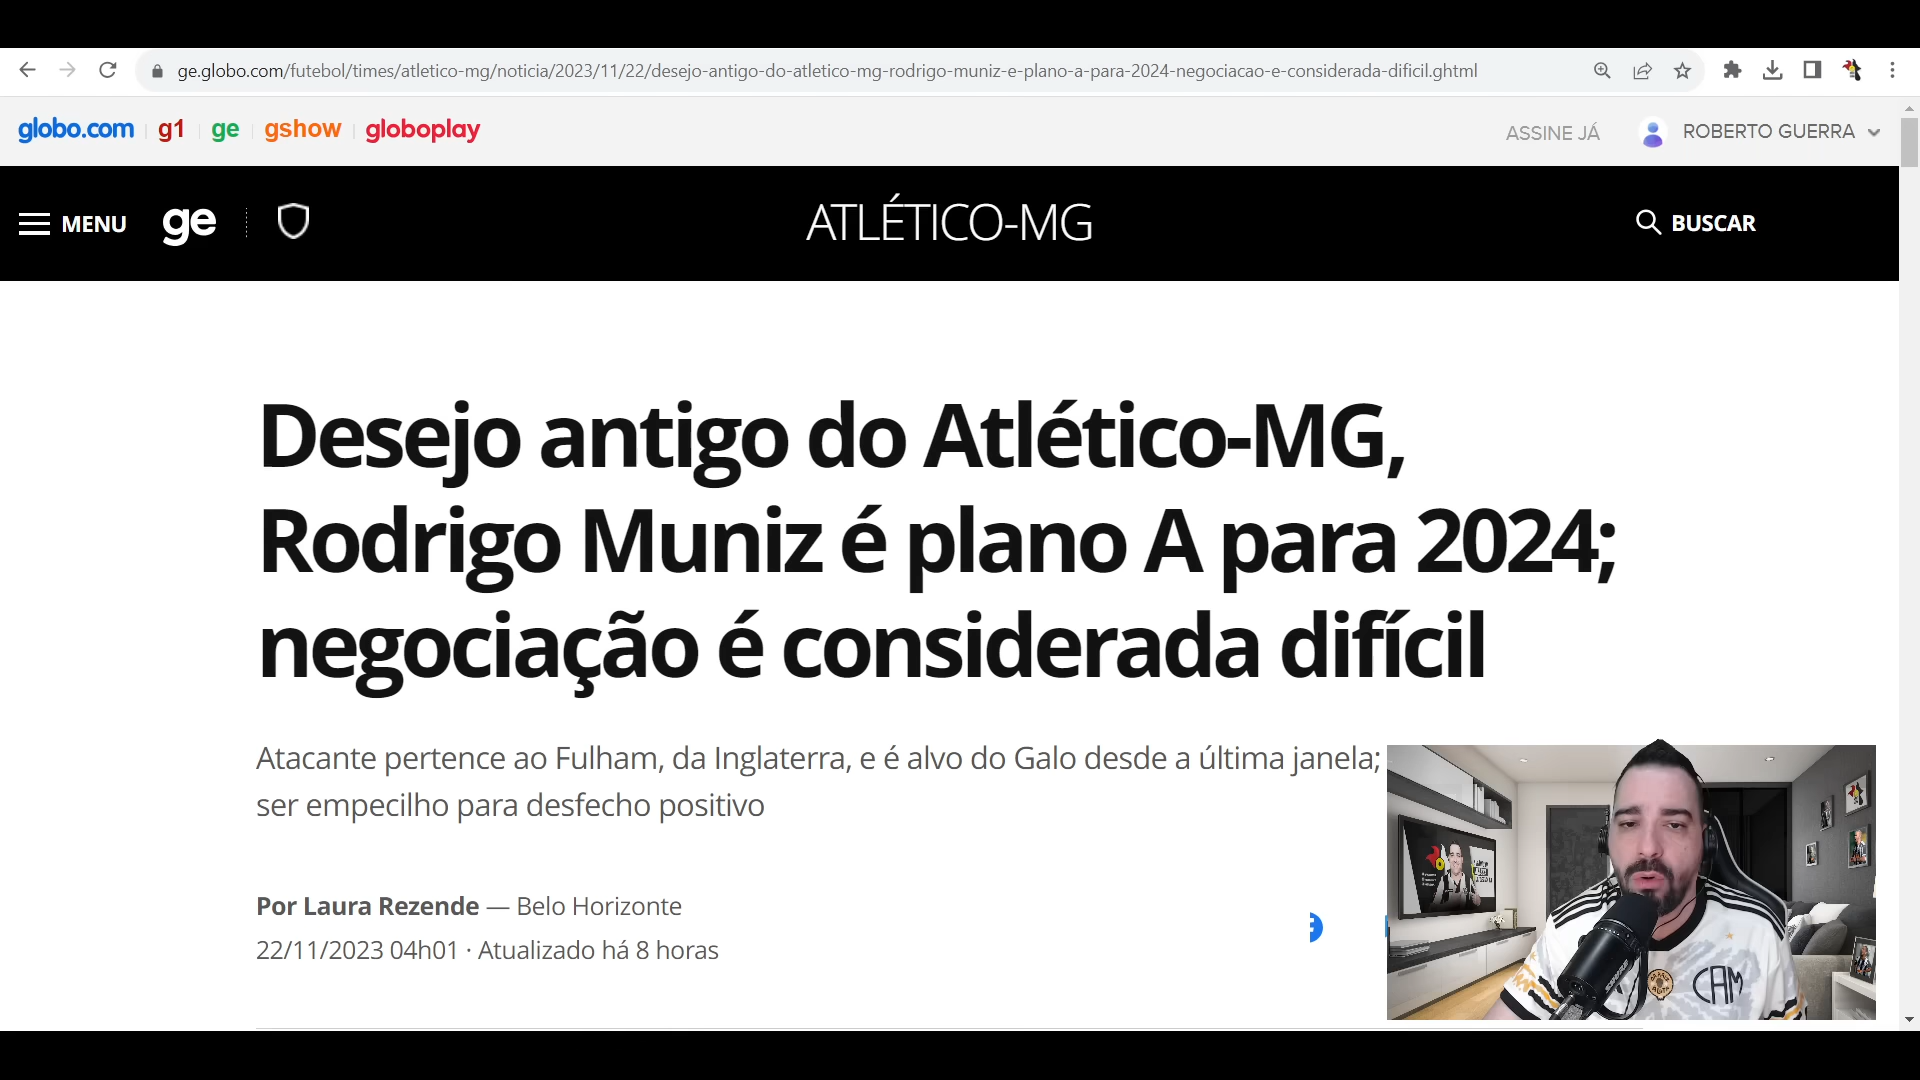 ge.globo.com/futebol/times/atletico-mg/noticia/2023/11/22/desejo-antigo-do-atletico-mg-rodrigo-muniz-e-plano-a-para-2024-negociacao-e-considerada-dificil.ghtml
globo.com g1 ge gshow globoplay ASSINE JÁ ROBERTO GUERRA
MENU ge ATLÉTICO-MG BUSCAR
Desejo antigo do Atlético-MG,
Rodrigo Muniz é plano A para 2024;
negociação é considerada difícil
Atacante pertence ao Fulham, da Inglaterra, e é alvo do Galo desde a última janela;
ser empecilho para desfecho positivo
Por Laura Rezende — Belo Horizonte
22/11/2023 04h01 · Atualizado há 8 horas
CAM